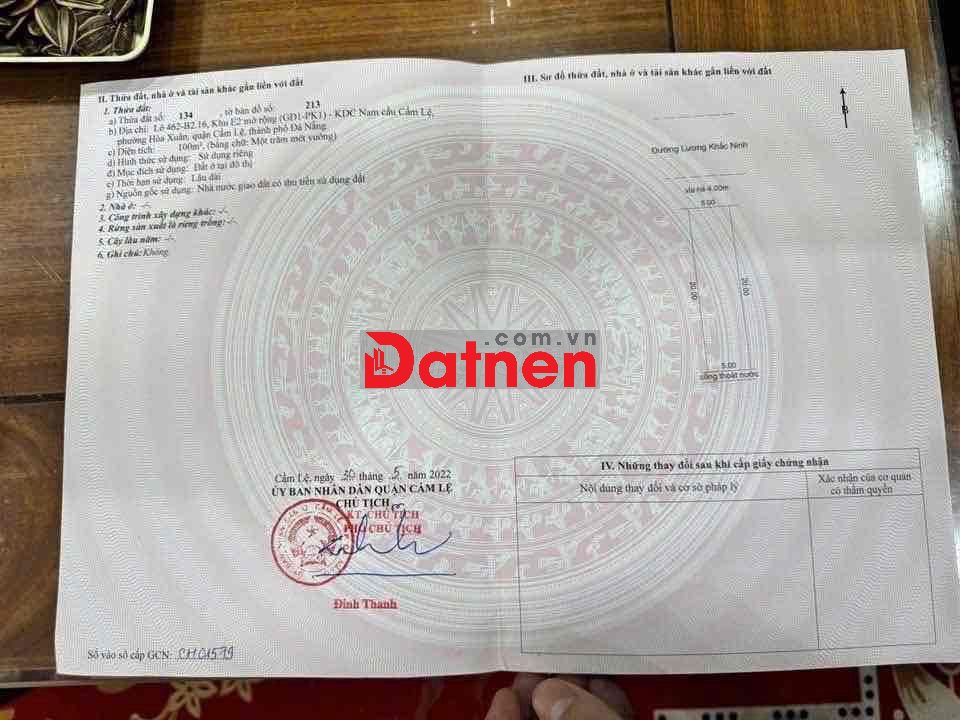 II. Thửa đất, nhà ở và tài sản khác gắn liền với đất
1. Thửa đất:
a) Thửa đất số: 134 , tờ bản đồ số: 213
b) Địa chỉ: Lô 462-B2.16, Khu E2 mở rộng (GĐ1-PK1) - KDC Nam cầu Cẩm Lệ,
phường Hòa Xuân, quận Cẩm Lệ, thành phố Đà Nẵng
c) Diện tích: 100m², (bằng chữ: Một trăm mét vuông)
d) Hình thức sử dụng: Sử dụng riêng
đ) Mục đích sử dụng: Đất ở tại đô thị
e) Thời hạn sử dụng: Lâu dài
g) Nguồn gốc sử dụng: Nhà nước giao đất có thu tiền sử dụng đất
2. Nhà ở: -/-
3. Công trình xây dựng khác: -/-
4. Rừng sản xuất là rừng trồng: -/-
5. Cây lâu năm: -/-
6. Ghi chú: Không.
Cẩm Lệ, ngày 30 tháng 5 năm 2022
ỦY BAN NHÂN DÂN QUẬN CẨM LỆ
CHỦ TỊCH
KT. CHỦ TỊCH
PHÓ CHỦ TỊCH
Đinh Thanh
Số vào sổ cấp GCN: CH01579
III. Sơ đồ thửa đất, nhà ở và tài sản khác gắn liền với đất
B
Đường Lương Khắc Ninh
vỉa hè 4.00m
5.00
20.00
20.00
5.00
cống thoát nước
IV. Những thay đổi sau khi cấp giấy chứng nhận
Nội dung thay đổi và cơ sở pháp lý
Xác nhận của cơ quan
có thẩm quyền
Datnen
.com.vn